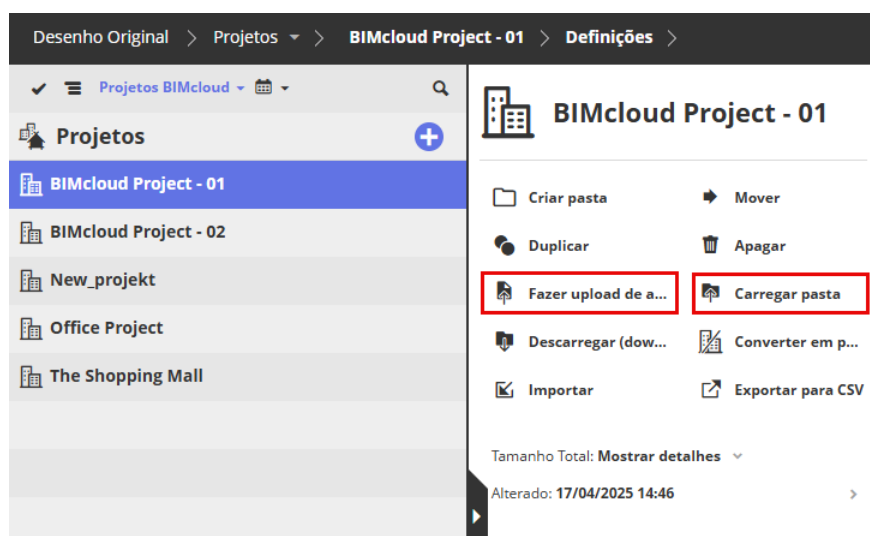 Desenho Original > Projetos > BIMcloud Project - 01 > Definições >
Projetos BIMcloud
Projetos
BIMcloud Project - 01
BIMcloud Project - 02
New_projekt
Office Project
The Shopping Mall
BIMcloud Project - 01
Criar pasta
Mover
Duplicar
Apagar
Fazer upload de a...
Carregar pasta
Descarregar (dow...
Converter em p...
Importar
Exportar para CSV
Tamanho Total: Mostrar detalhes
Alterado: 17/04/2025 14:46